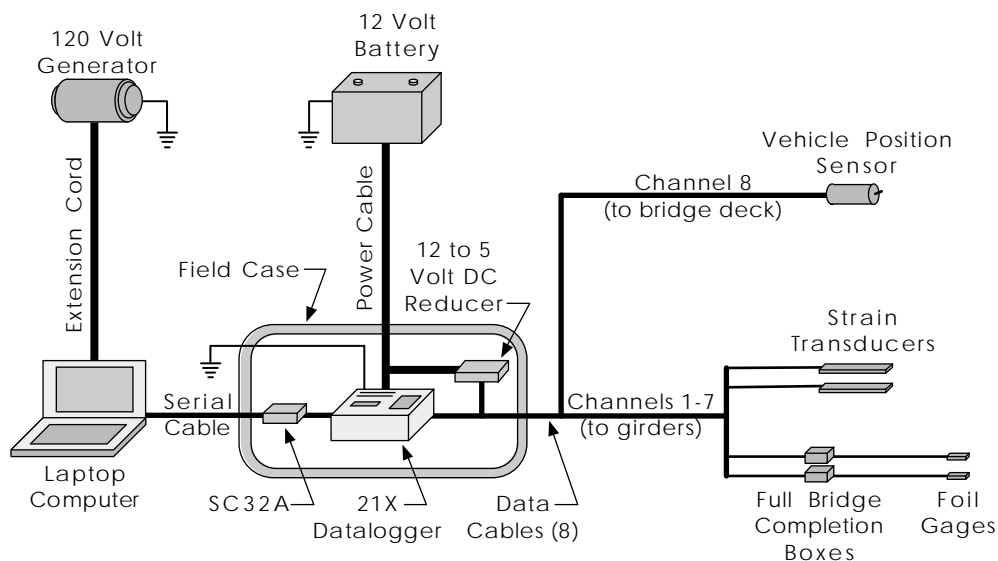 120 Volt
Generator
12 Volt
Battery
Vehicle Position
Sensor
Channel 8
(to bridge deck)
Extension Cord
Power Cable
12 to 5
Volt DC
Reducer
Field Case
Strain
Transducers
Serial
Cable
Channels 1-7
(to girders)
Laptop
Computer
SC32A
21X
Datalogger
Data
Cables (8)
Full Bridge
Completion
Boxes
Foil
Gages